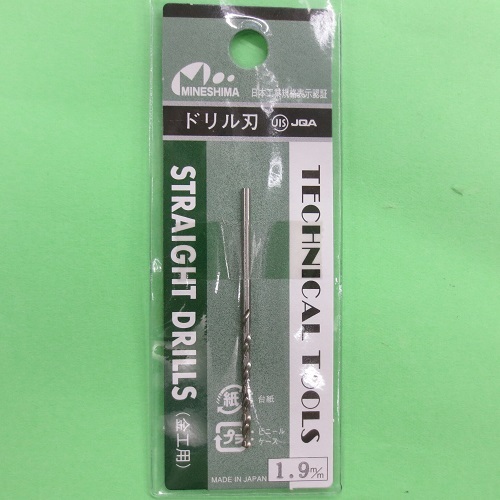 MINESHIMA
日本工業規格表示認証
ドリル刃 JIS JQA
STRAIGHT DRILLS (金工用)
TECHNICAL TOOLS
紙 台紙
プラ ビニール
ケース
MADE IN JAPAN
1.9m/m